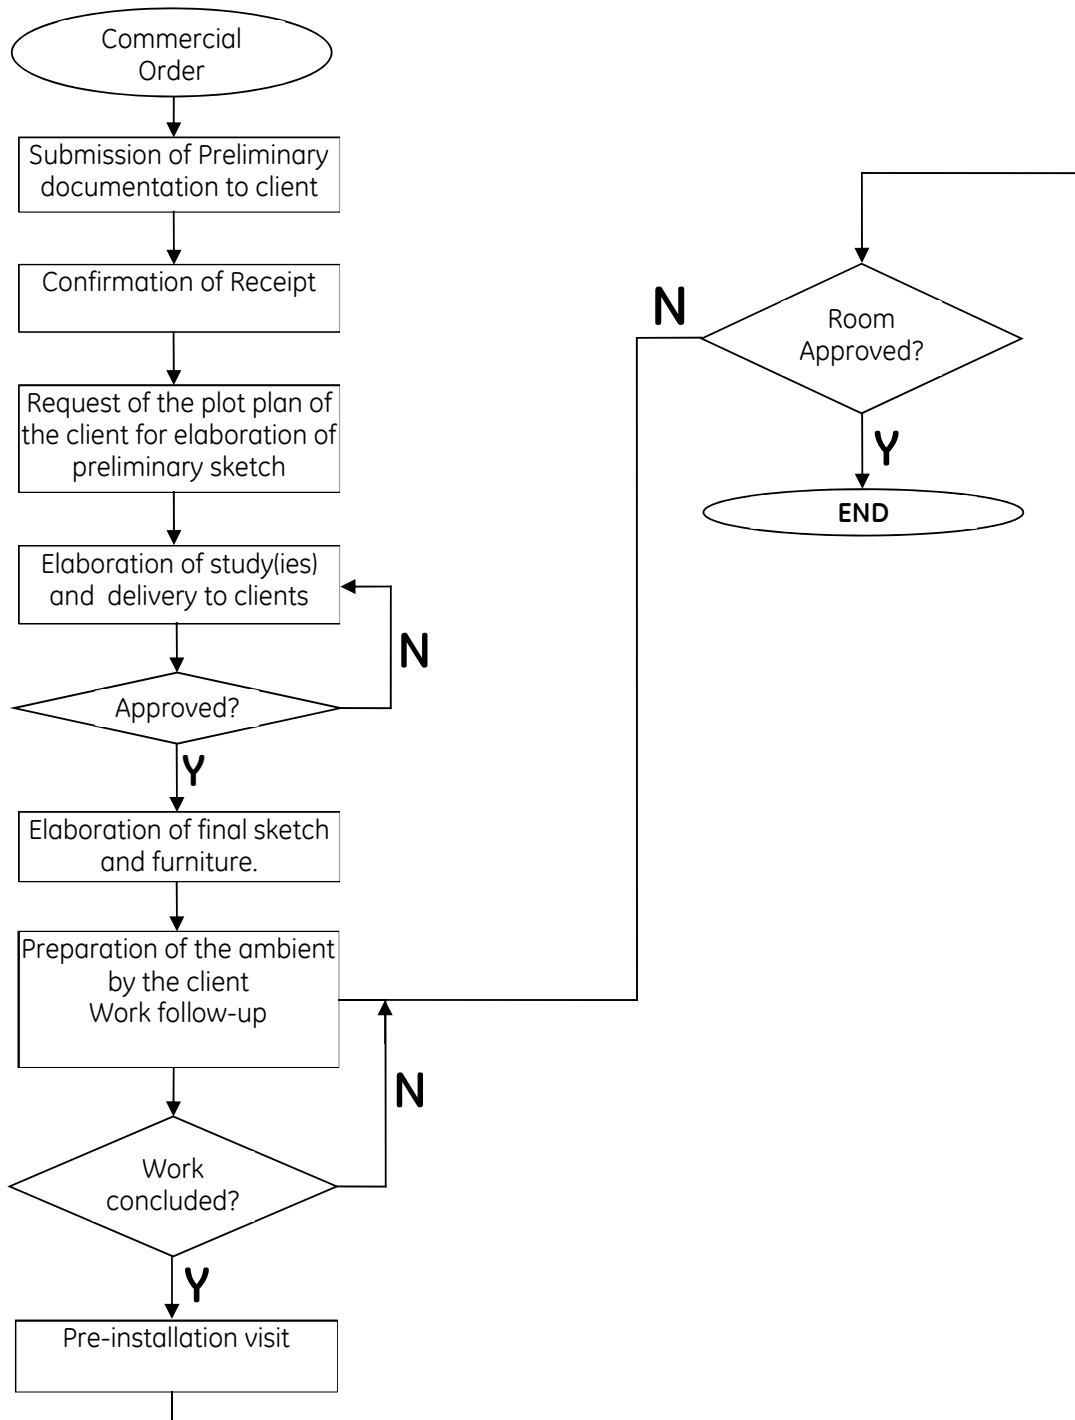 Commercial
Order
Submission of Preliminary
documentation to client
Confirmation of Receipt
Request of the plot plan of
the client for elaboration of
preliminary sketch
Elaboration of study(ies)
and delivery to clients
N
Approved?
Y
Elaboration of final sketch
and furniture.
Preparation of the ambient
by the client
Work follow-up
N
Work
concluded?
Y
Pre-installation visit
N
Room
Approved?
Y
END